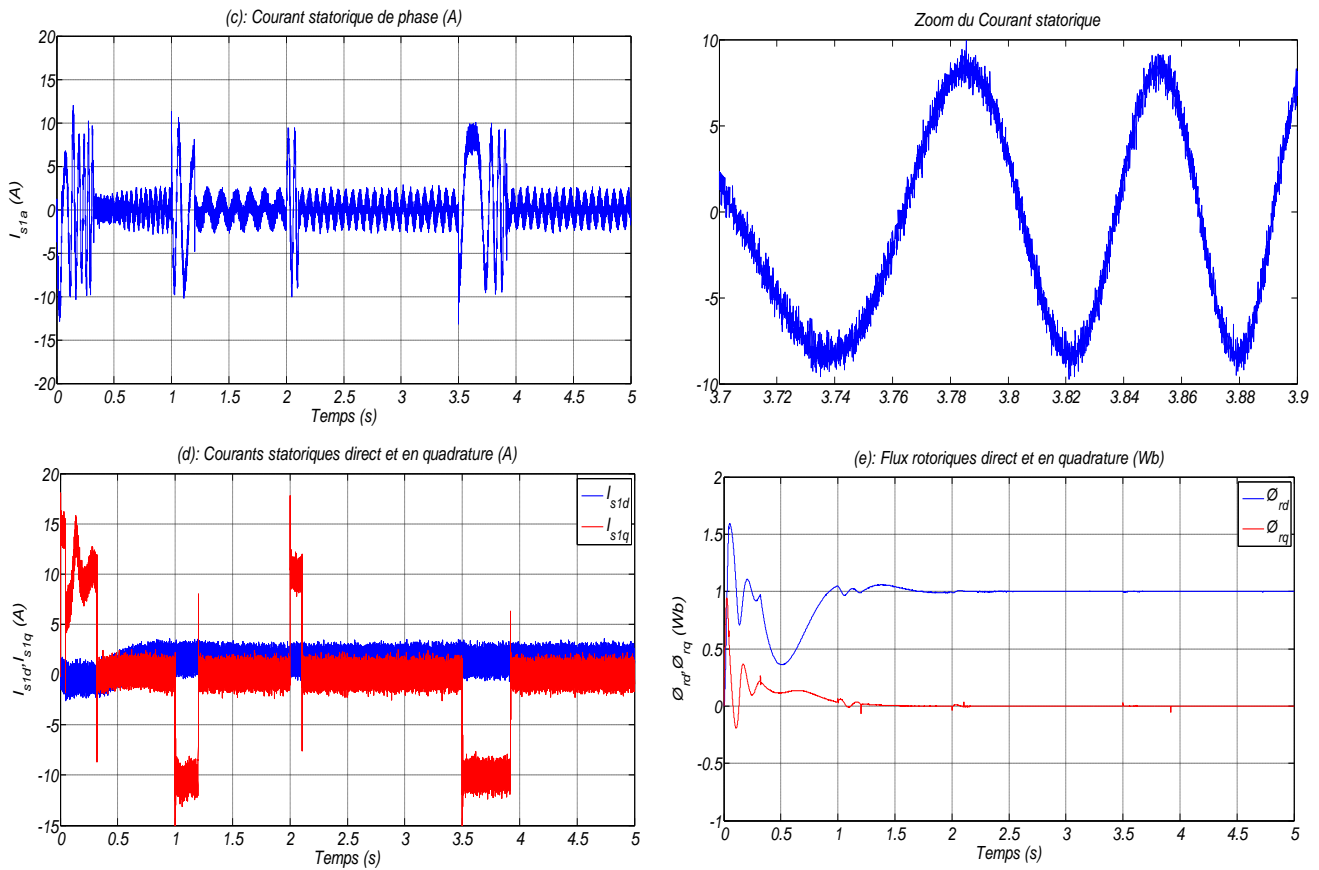 (c): Courant statorique de phase (A)
I_s1a (A)
20
15
10
5
0
-5
-10
-15
-20
0 0.5 1 1.5 2 2.5 3 3.5 4 4.5 5
Temps (s)
Zoom du Courant statorique
10
5
0
-5
-10
3.7 3.72 3.74 3.76 3.78 3.8 3.82 3.84 3.86 3.88 3.9
(d): Courants statoriques direct et en quadrature (A)
I_s1d, I_s1q (A)
20
15
10
5
0
-5
-10
-15
I_s1d
I_s1q
0 0.5 1 1.5 2 2.5 3 3.5 4 4.5 5
Temps (s)
(e): Flux rotoriques direct et en quadrature (Wb)
Ø_rd, Ø_rq (Wb)
2
1.5
1
0.5
0
-0.5
-1
Ø_rd
Ø_rq
0 0.5 1 1.5 2 2.5 3 3.5 4 4.5 5
Temps (s)